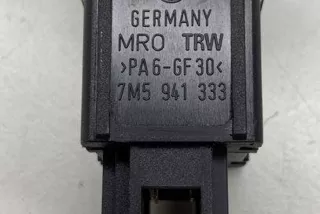 GERMANY
MRO TRW
>PA6-GF30<
7M5 941 333